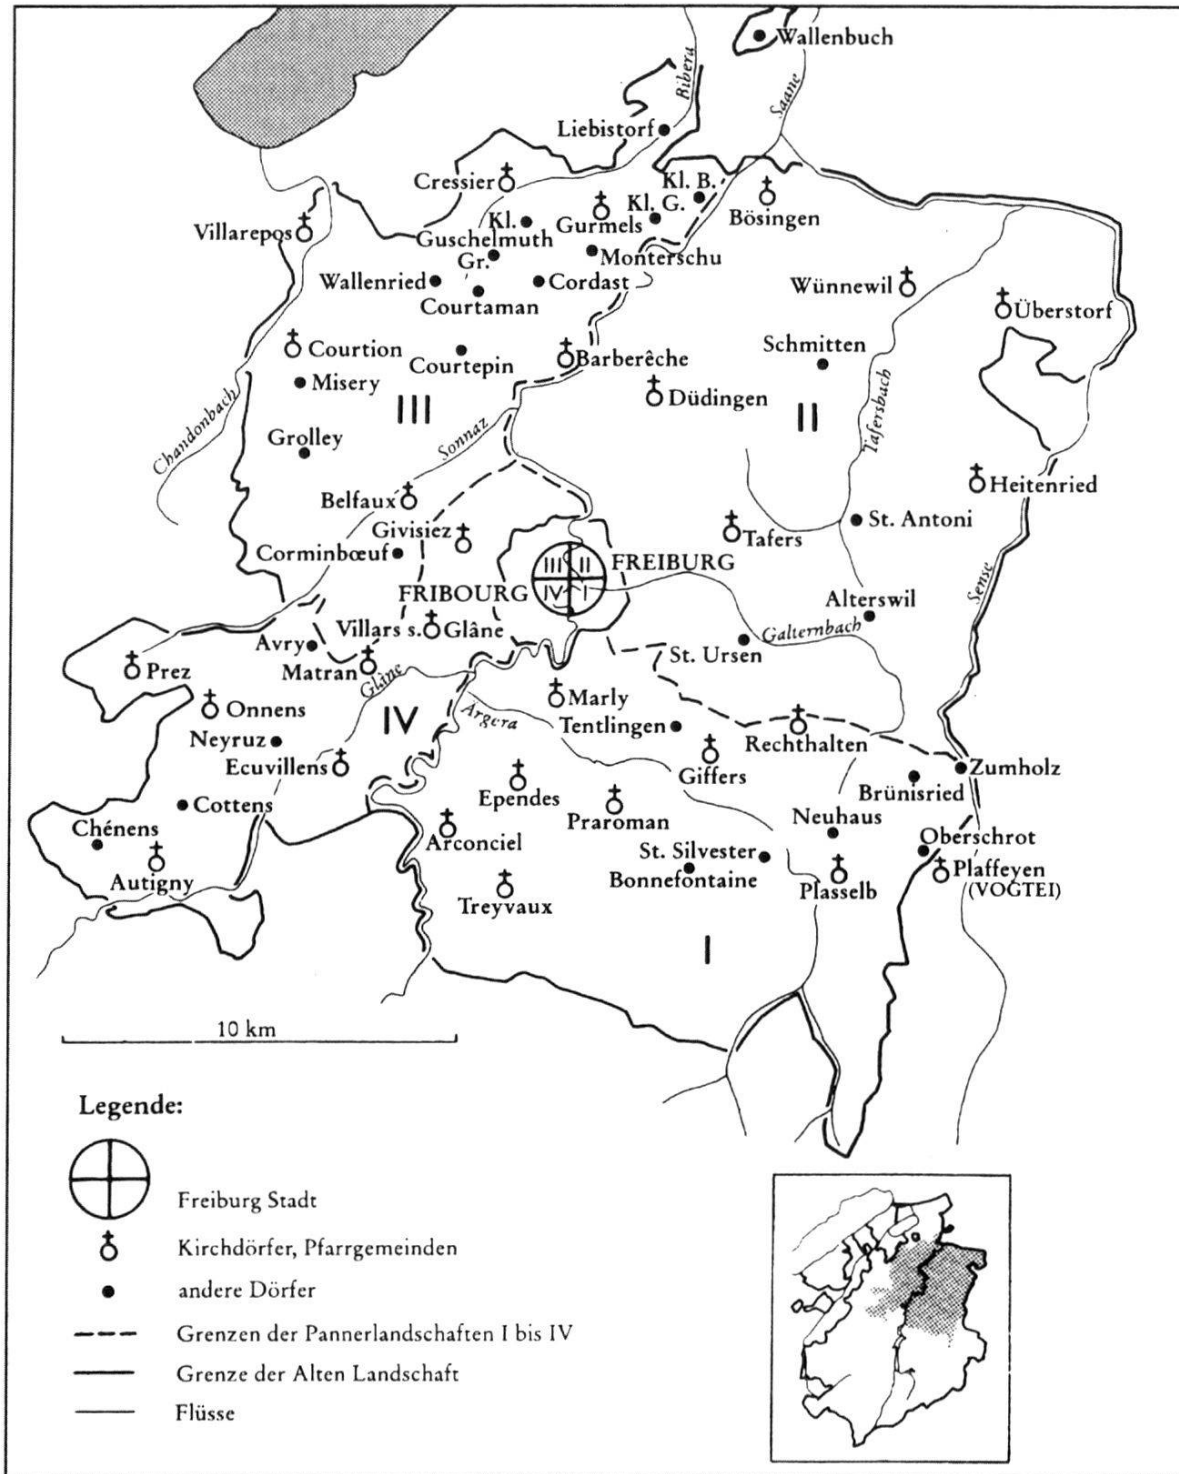 Wallenbuch
Ribera
Saane
Liebistorf
Cressier
Kl. B.
Kl. G.
Bösingen
Villarepos
Kl.
Gurmels
Guschelmuth
Gr.
Monterschu
Wallenried
Cordast
Courtaman
Wünnewil
Überstorf
Courtion
Courtepin
Barberêche
Schmitten
Misery
Düdingen
III
II
Chandonbach
Sonnaz
Tafersbach
Grolley
Belfaux
Heitenried
Givisiez
Tafers
St. Antoni
Corminbœuf
III II
FREIBURG
IV I
FRIBOURG
Sense
Alterswil
Villars s. Glâne
Galternbach
Avry
St. Ursen
Prez
Matran
Glâne
Marly
Onnens
IV
Ärgera
Tentlingen
Neyruz
Rechthalten
Ecuvillens
Giffers
Zumholz
Ependes
Brünisried
Cottens
Praroman
Neuhaus
Chénens
Arconciel
Oberschrot
St. Silvester
Autigny
Bonnefontaine
Plasselb
Plaffeyen
(VOGTEI)
Treyvaux
I
10 km
Legende:
Freiburg Stadt
Kirchdörfer, Pfarrgemeinden
andere Dörfer
Grenzen der Pannerlandschaften I bis IV
Grenze der Alten Landschaft
Flüsse